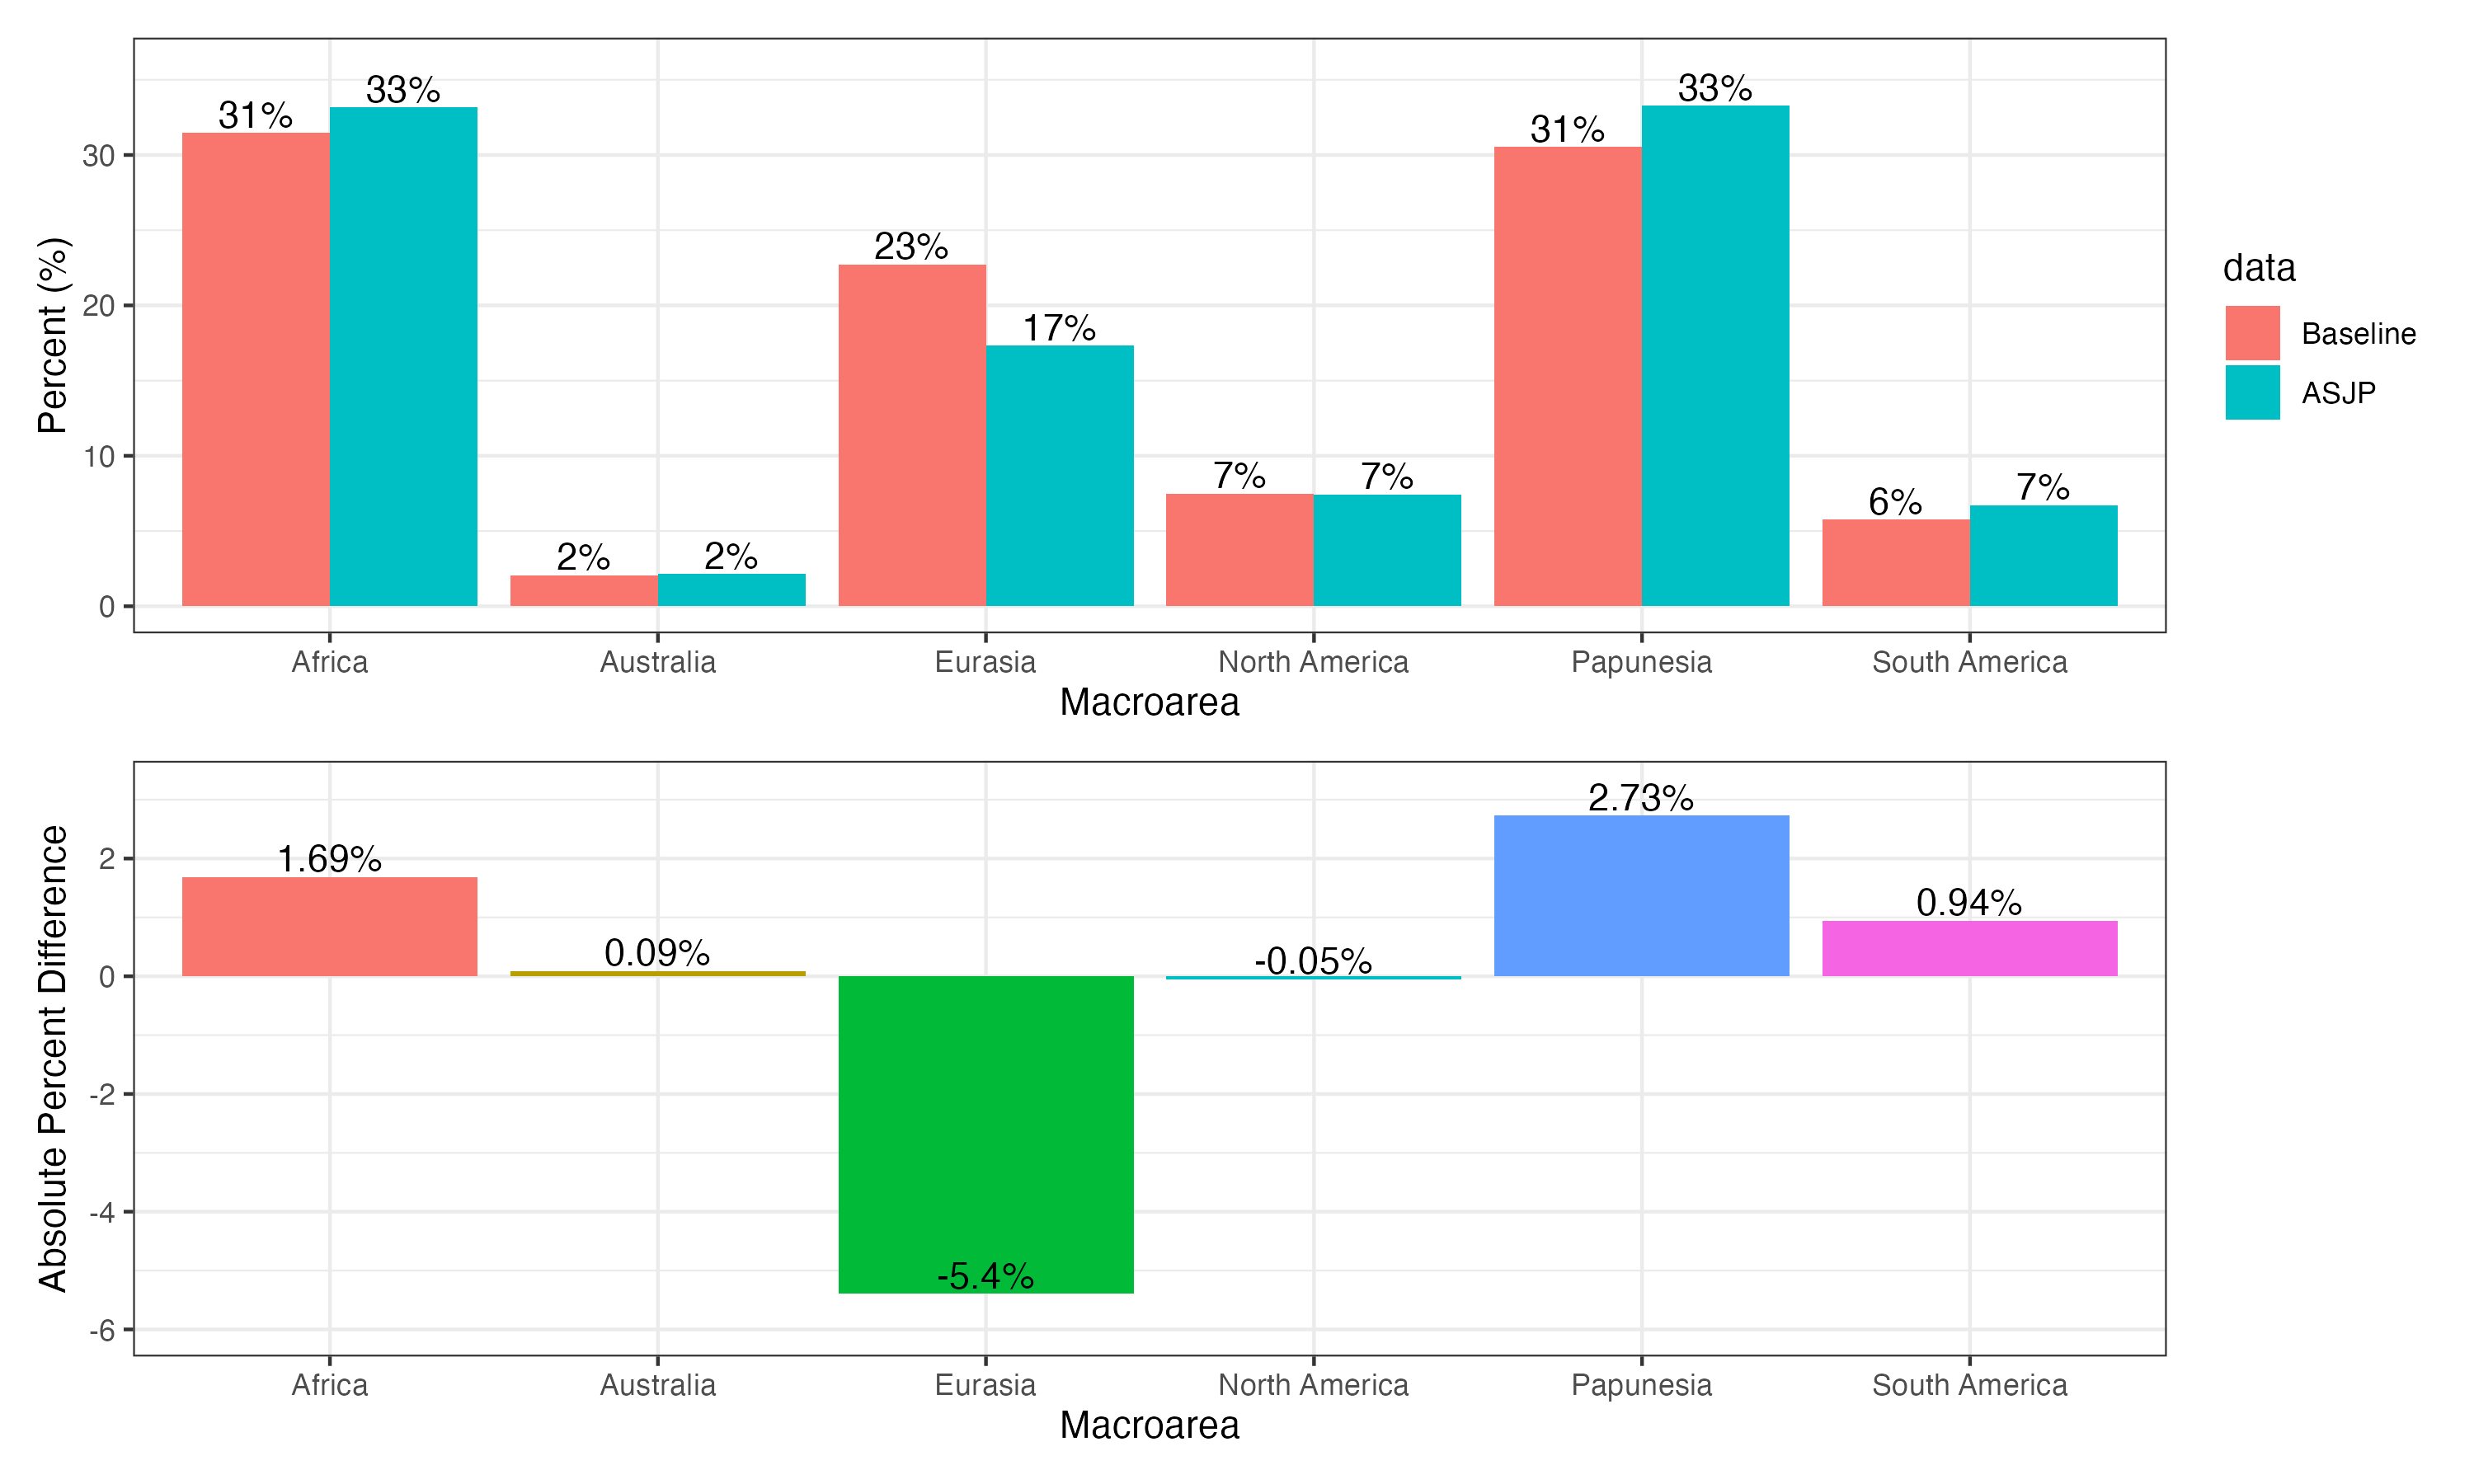 33%
33%
31%
31%
30
23%
20
17%
10
7%
7%
7%
6%
2%
2%
0
Percent (%)
Africa
Australia
Eurasia
North America
Papunesia
South America
Macroarea
data
Baseline
ASJP
2.73%
2
1.69%
0.94%
0.09%
-0.05%
0
-2
-4
-5.4%
-6
Absolute Percent Difference
Africa
Australia
Eurasia
North America
Papunesia
South America
Macroarea